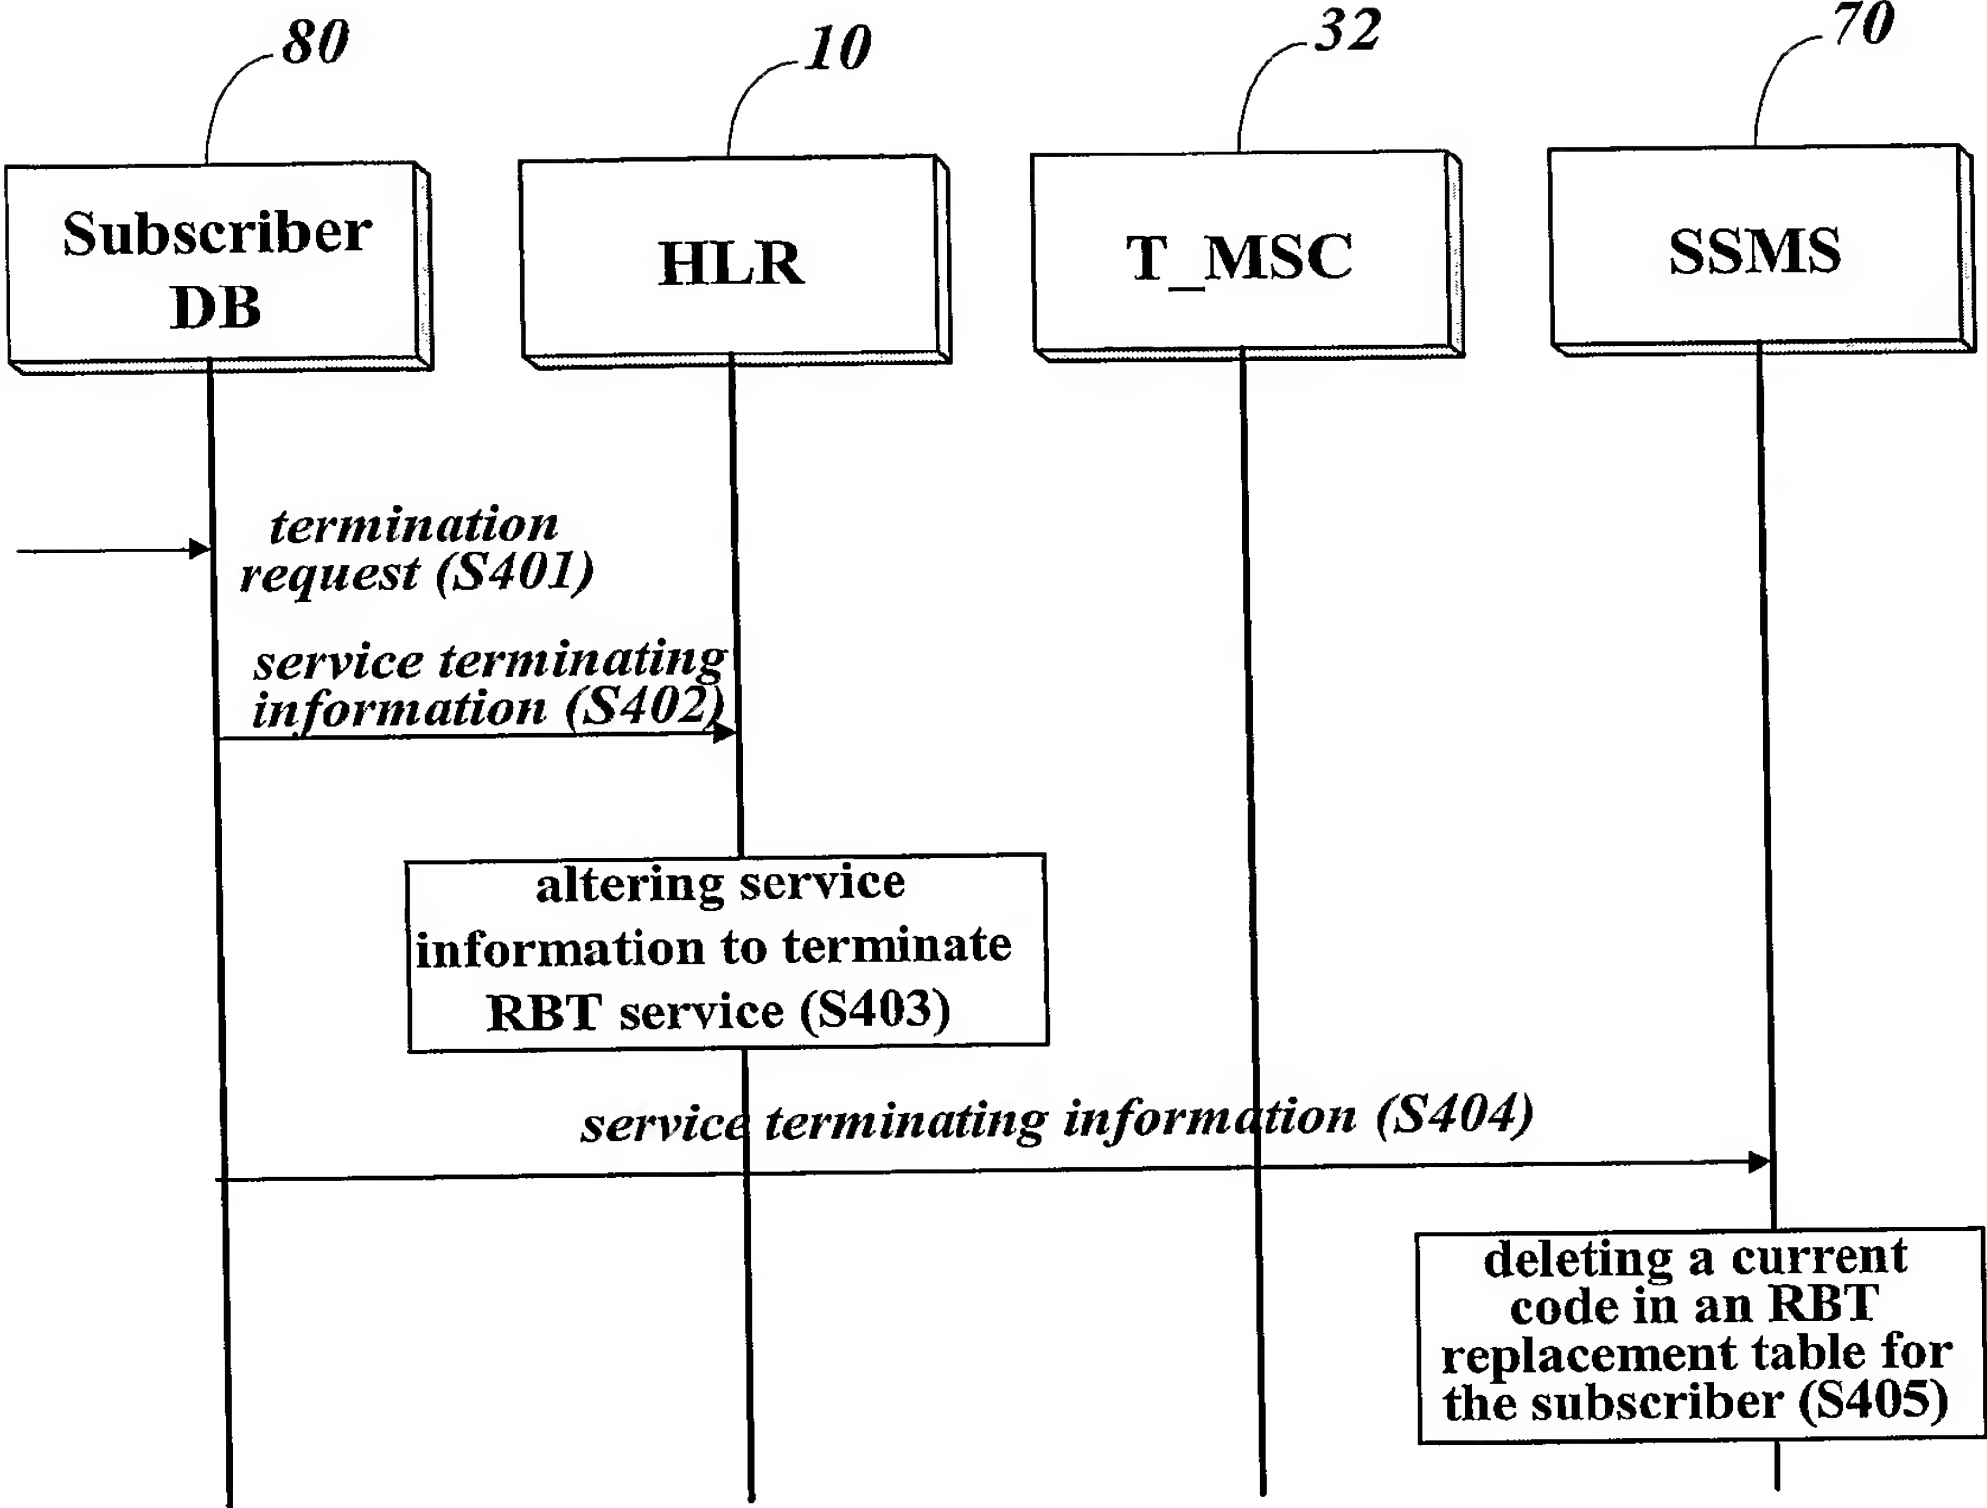 80
10
32
70
Subscriber
DB
HLR
T_MSC
SSMS
termination
request (S401)
service terminating
information (S402)
altering service
information to terminate
RBT service (S403)
service terminating information (S404)
deleting a current
code in an RBT
replacement table for
the subscriber (S405)